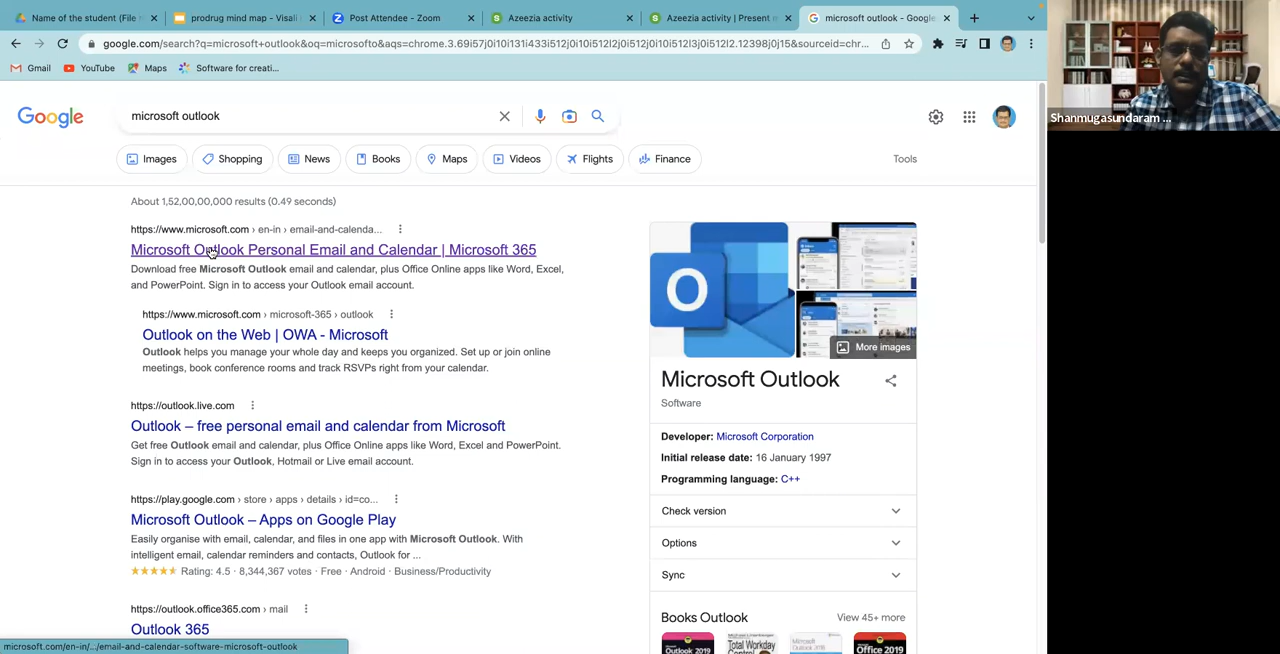 Name of the student (File r
prodrug mind map - Visali
Post Attendee - Zoom
Azeezia activity
Azeezia activity | Present m
microsoft outlook - Google
google.com/search?q=microsoft+outlook&oq=microsofto&aqs=chrome.3.69i57j0i10i131i433i512j0i10i512l2j0i512j0i10i512l3j0i512l2.12398j0j15&sourceid=chr...
Gmail
YouTube
Maps
Software for creati...
Shanmugasundaram ...
Google
microsoft outlook
Images
Shopping
News
Books
Maps
Videos
Flights
Finance
Tools
About 1,52,00,00,000 results (0.49 seconds)
https://www.microsoft.com › en-in › email-and-calenda...
Microsoft Outlook Personal Email and Calendar | Microsoft 365
Download free Microsoft Outlook email and calendar, plus Office Online apps like Word, Excel,
and PowerPoint. Sign in to access your Outlook email account.
https://www.microsoft.com › microsoft-365 › outlook
Outlook on the Web | OWA - Microsoft
Outlook helps you manage your whole day and keeps you organized. Set up or join online
meetings, book conference rooms and track RSVPs right from your calendar.
https://outlook.live.com
Outlook – free personal email and calendar from Microsoft
Get free Outlook email and calendar, plus Office Online apps like Word, Excel and PowerPoint.
Sign in to access your Outlook, Hotmail or Live email account.
https://play.google.com › store › apps › details › id=co...
Microsoft Outlook – Apps on Google Play
Easily organise with email, calendar, and files in one app with Microsoft Outlook. With
intelligent email, calendar reminders and contacts, Outlook for ...
Rating: 4.5 · 8,344,367 votes · Free · Android · Business/Productivity
https://outlook.office365.com › mail
Outlook 365
microsoft.com/en-in/.../email-and-calendar-software-microsoft-outlook
O
More images
Microsoft Outlook
Software
Developer: Microsoft Corporation
Initial release date: 16 January 1997
Programming language: C++
Check version
Options
Sync
Books Outlook
View 45+ more
Outlook 2019
Total Workday
Control
Microsoft
Office 2019